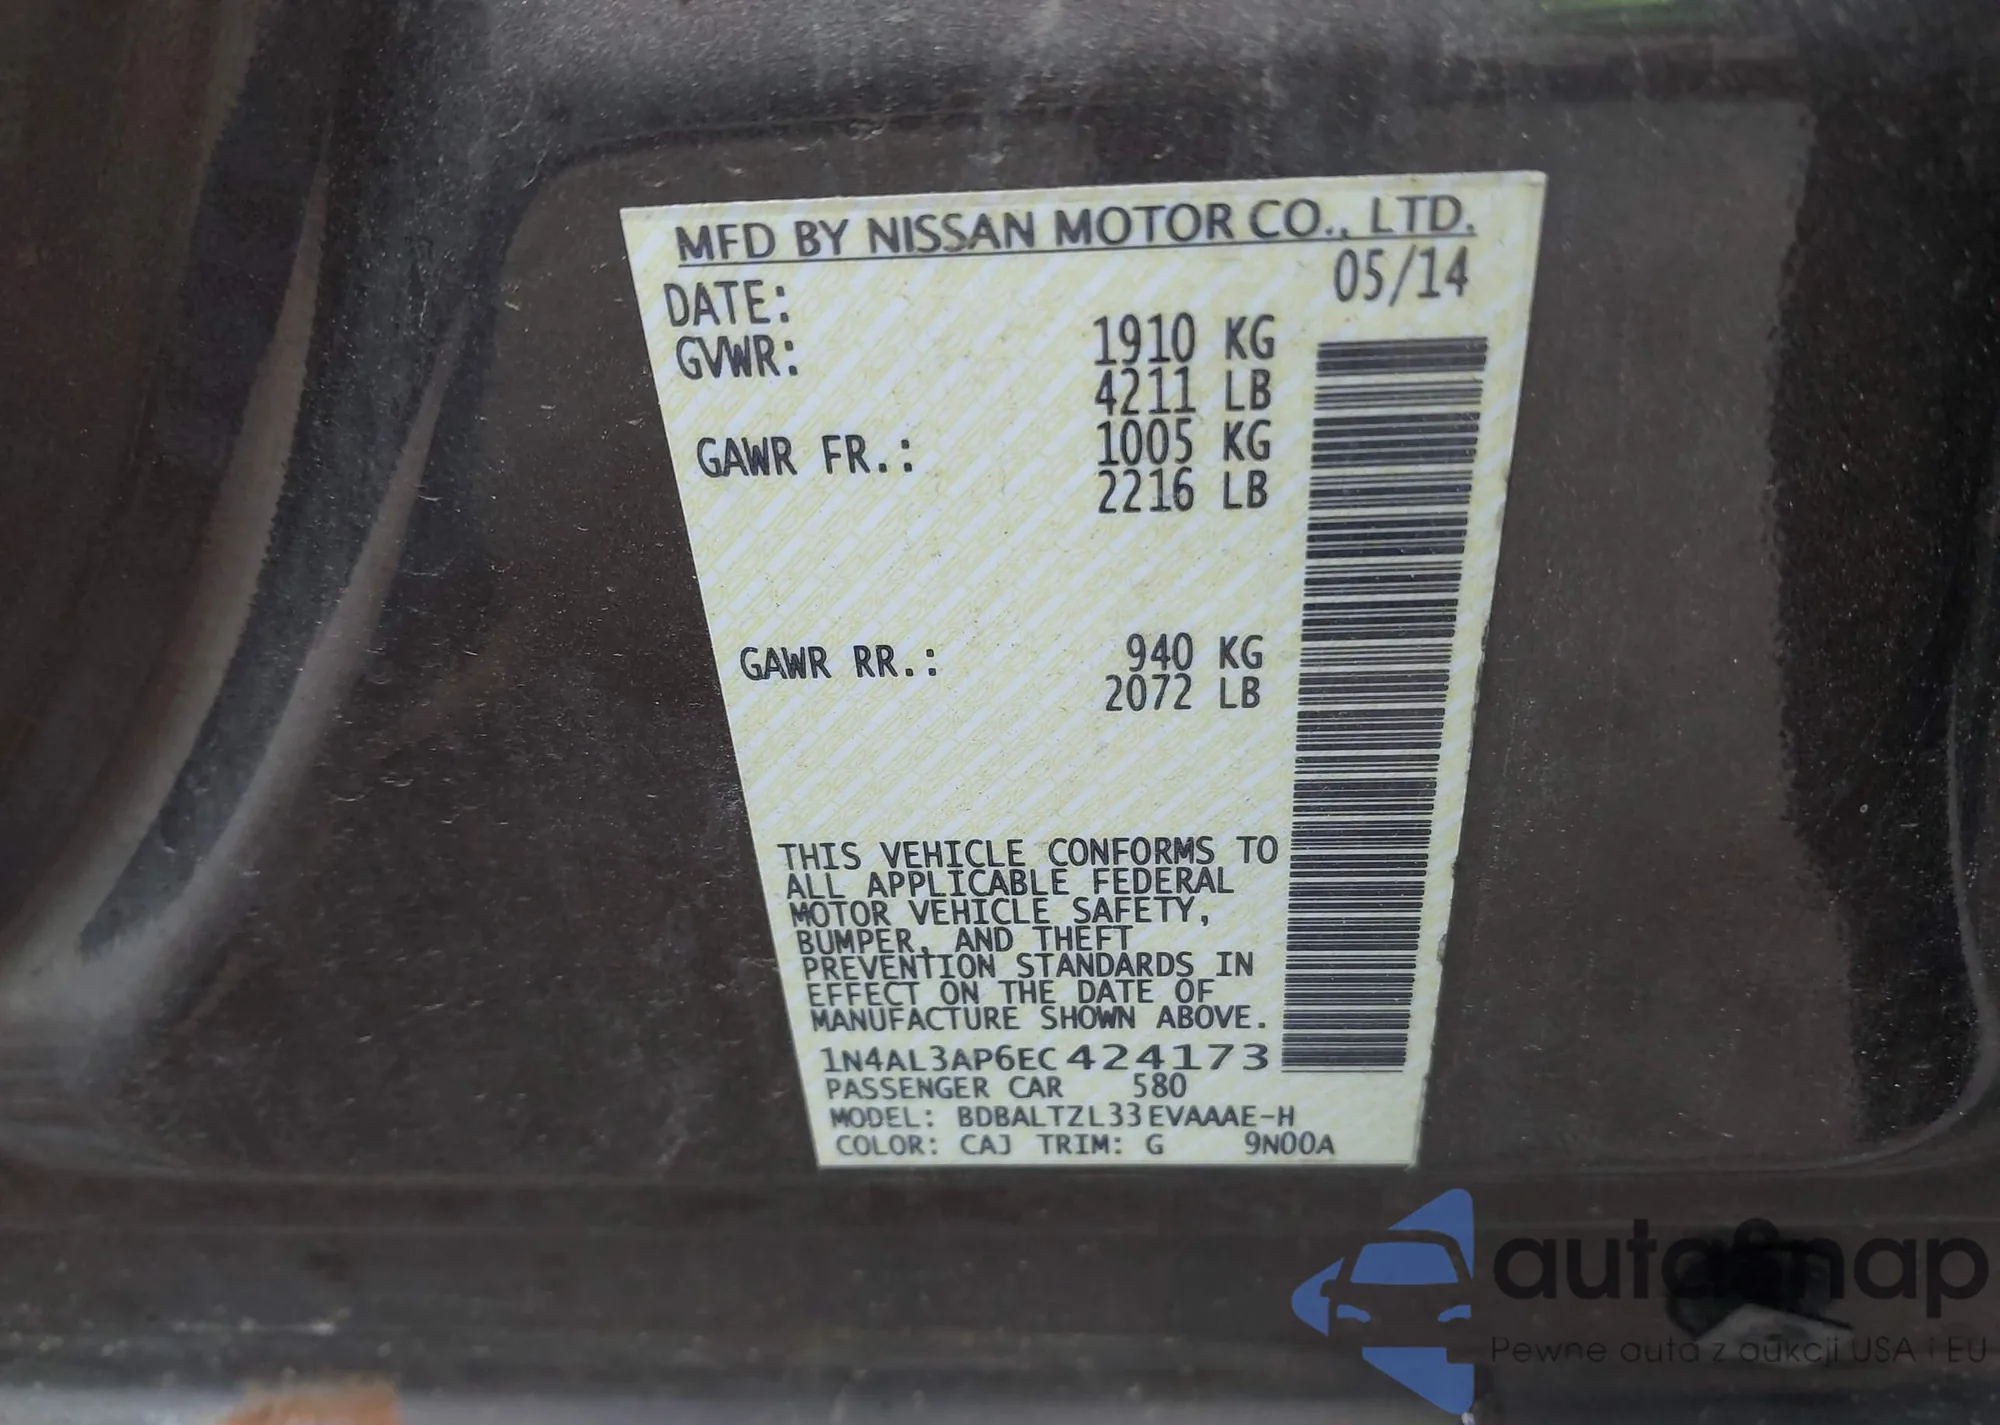 MFD BY NISSAN MOTOR CO., LTD.
DATE: 05/14
GVWR: 1910 KG
4211 LB
GAWR FR.: 1005 KG
2216 LB
GAWR RR.: 940 KG
2072 LB
THIS VEHICLE CONFORMS TO
ALL APPLICABLE FEDERAL
MOTOR VEHICLE SAFETY,
BUMPER, AND THEFT
PREVENTION STANDARDS IN
EFFECT ON THE DATE OF
MANUFACTURE SHOWN ABOVE.
1N4AL3AP6EC424173
PASSENGER CAR 580
MODEL: BDBALTZL33EVAAAE-H
COLOR: CAJ TRIM: G 9N00A
autosnap
Pewne auta z aukcji USA i EU